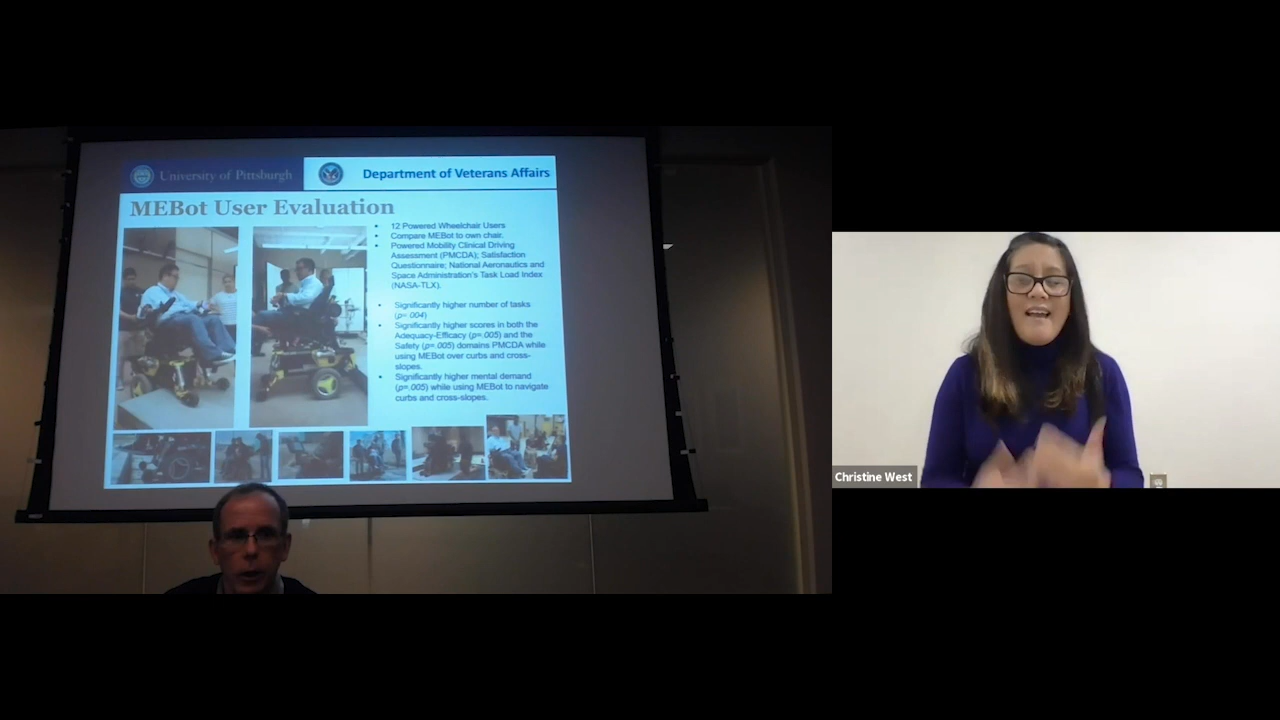 University of Pittsburgh
Department of Veterans Affairs
MEBot User Evaluation
• 12 Powered Wheelchair Users
• Compare MEBot to own chair.
• Powered Mobility Clinical Driving
Assessment (PMCDA); Satisfaction
Questionnaire; National Aeronautics and
Space Administration's Task Load Index
(NASA-TLX).
• Significantly higher number of tasks
(p=.004)
• Significantly higher scores in both the
Adequacy-Efficacy (p=.005) and the
Safety (p=.005) domains PMCDA while
using MEBot over curbs and cross-
slopes.
• Significantly higher mental demand
(p=.005) while using MEBot to navigate
curbs and cross-slopes.
Christine West